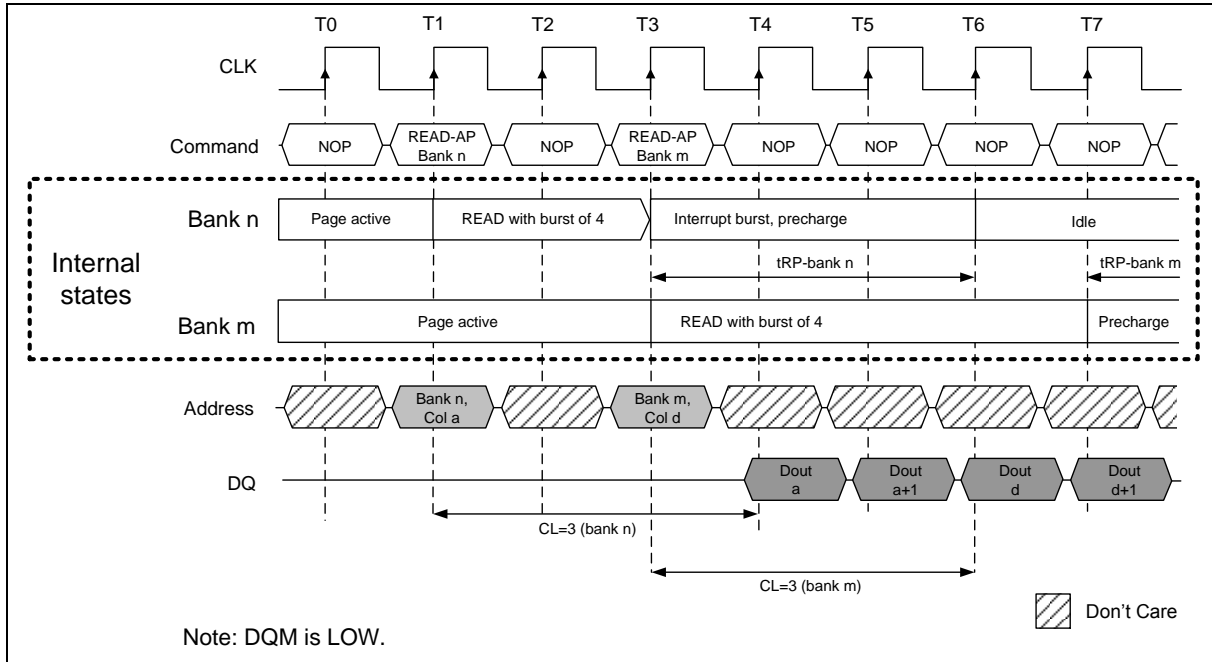 T0 T1 T2 T3 T4 T5 T6 T7
CLK
Command NOP READ-AP Bank n NOP READ-AP Bank m NOP NOP NOP NOP
Internal states
Bank n Page active READ with burst of 4 Interrupt burst, precharge Idle
tRP-bank n tRP-bank m
Bank m Page active READ with burst of 4 Precharge
Address Bank n, Col a Bank m, Col d
DQ Dout a Dout a+1 Dout d Dout d+1
CL=3 (bank n)
CL=3 (bank m)
Don't Care
Note: DQM is LOW.